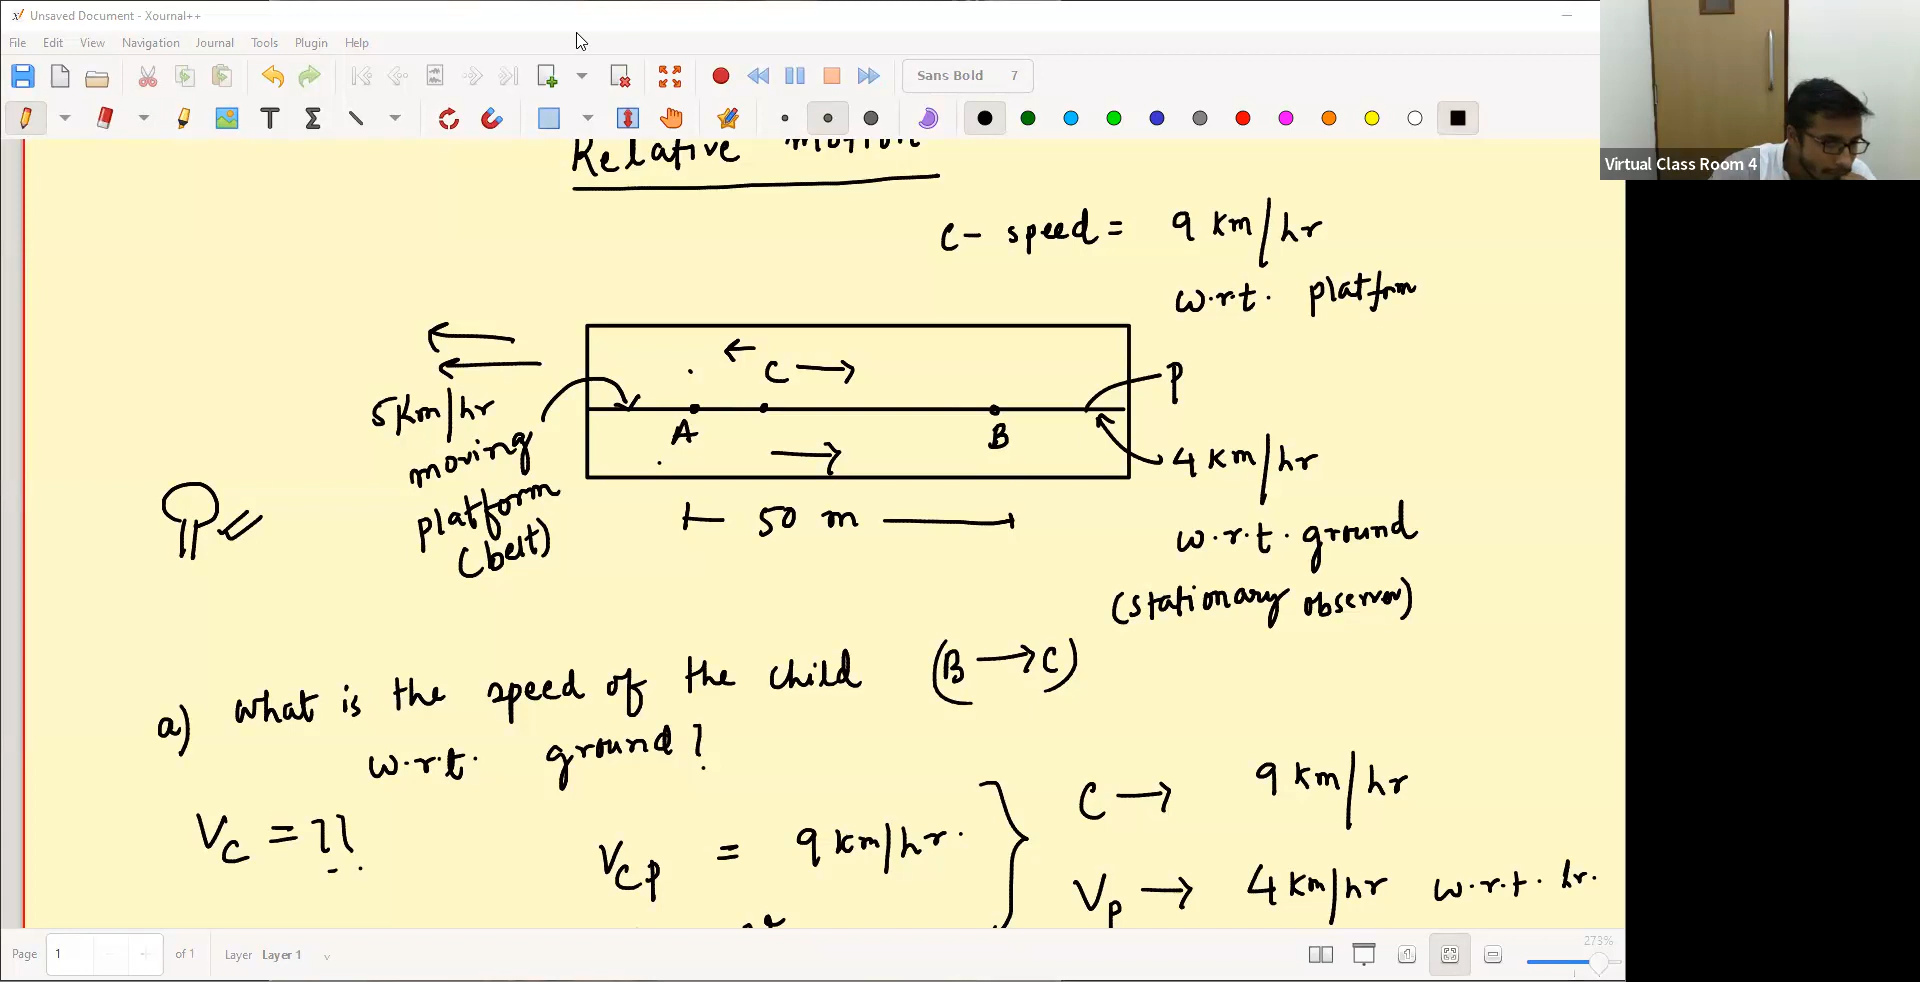 Unsaved Document - Xournal++
File Edit View Navigation Journal Tools Plugin Help
Sans Bold 7
Virtual Class Room 4
Relative motion
C - speed = 9 km/hr
w.r.t. platform
C
P
5 km/hr
A
B
4 km/hr
moving
platform
(belt)
50 m
w.r.t. ground
(stationary observer)
a) What is the speed of the child (B → C)
w.r.t. ground?
C → 9 km/hr
Vc = ??
Vcp = 9 km/hr.
Vp → 4 km/hr w.r.t. hr.
Page 1 of 1 Layer Layer 1
273%